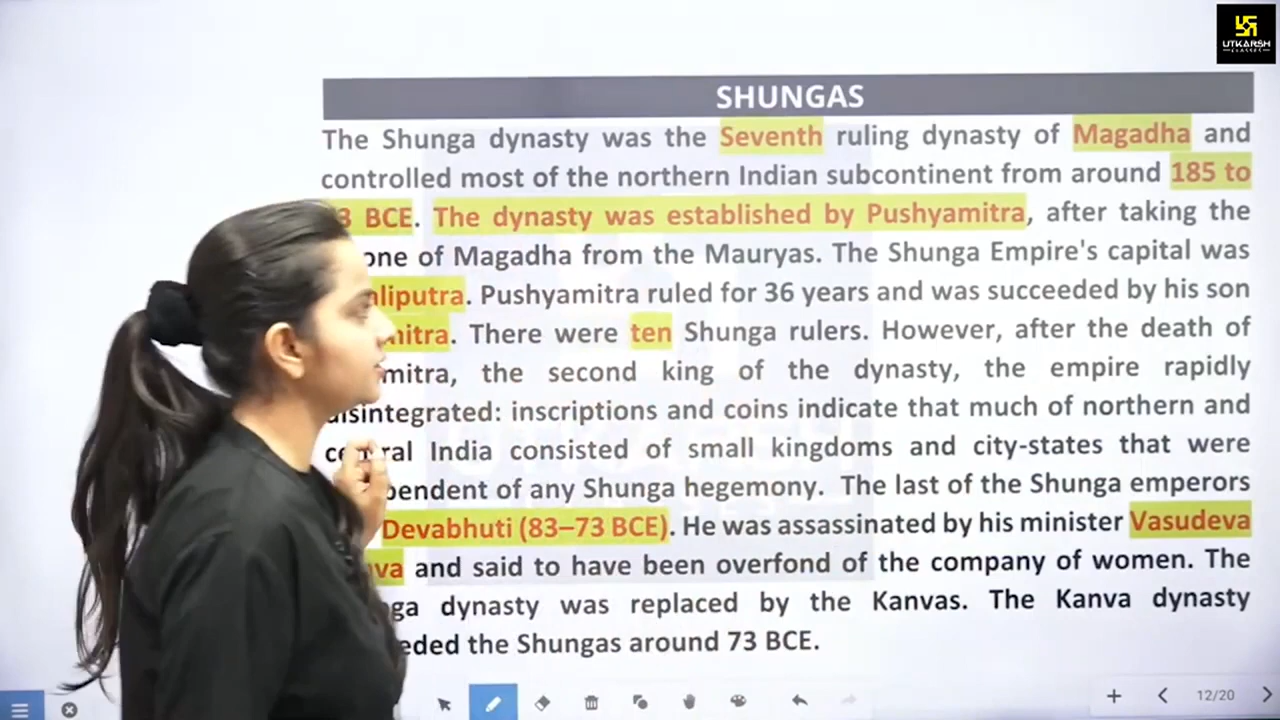 UTKARSH
CLASSES
SHUNGAS
The Shunga dynasty was the Seventh ruling dynasty of Magadha and
controlled most of the northern Indian subcontinent from around 185 to
BCE. The dynasty was established by Pushyamitra, after taking the
of Magadha from the Mauryas. The Shunga Empire's capital was
Pushyamitra ruled for 36 years and was succeeded by his son
There were ten Shunga rulers. However, after the death of
the second king of the dynasty, the empire rapidly
inscriptions and coins indicate that much of northern and
India consisted of small kingdoms and city-states that were
of any Shunga hegemony. The last of the Shunga emperors
Devabhuti (83–73 BCE). He was assassinated by his minister Vasudeva
and said to have been overfond of the company of women. The
dynasty was replaced by the Kanvas. The Kanva dynasty
the Shungas around 73 BCE.
12/20